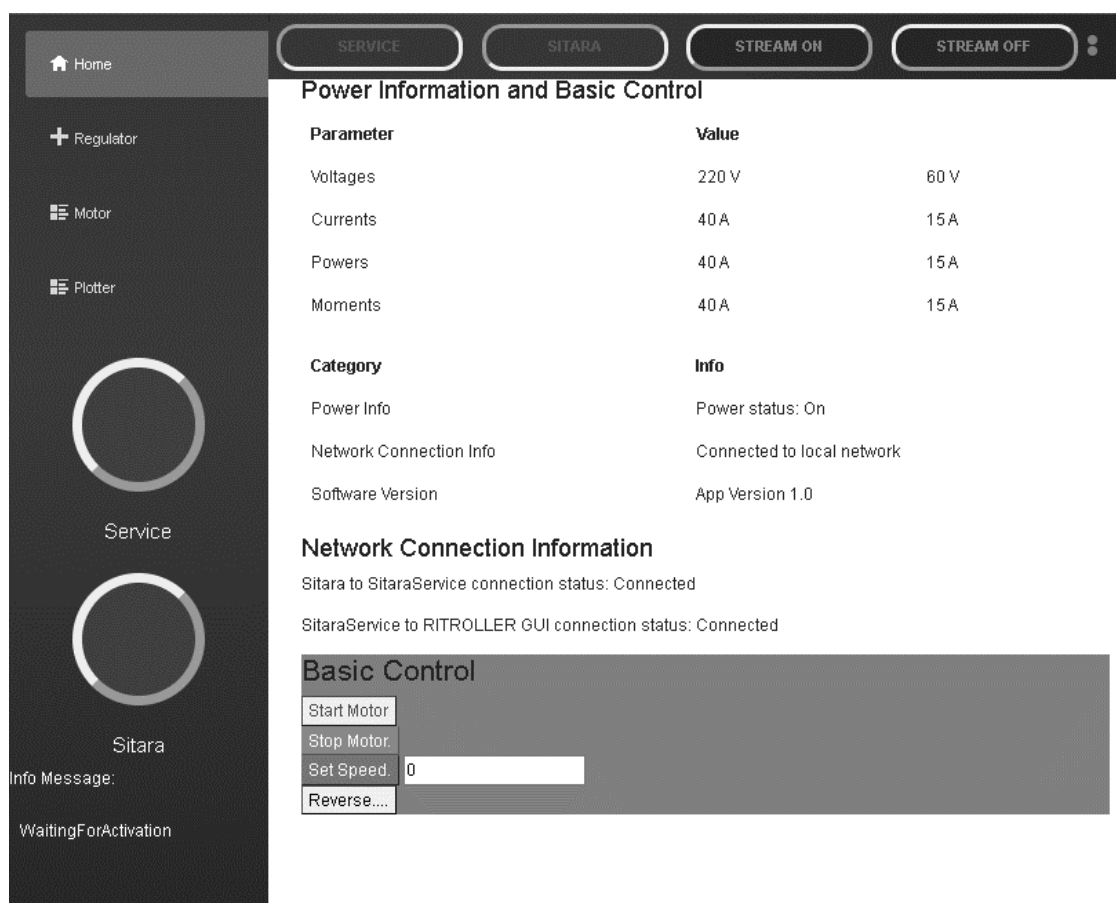 SERVICE SITARA STREAM ON STREAM OFF
Home
Regulator
Motor
Plotter
Service
Sitara
Info Message:
WaitingForActivation
Power Information and Basic Control
Parameter Value
Voltages 220 V 60 V
Currents 40 A 15 A
Powers 40 A 15 A
Moments 40 A 15 A
Category Info
Power Info Power status: On
Network Connection Info Connected to local network
Software Version App Version 1.0
Network Connection Information
Sitara to SitaraService connection status: Connected
SitaraService to RITROLLER GUI connection status: Connected
Basic Control
Start Motor
Stop Motor.
Set Speed. 0
Reverse....